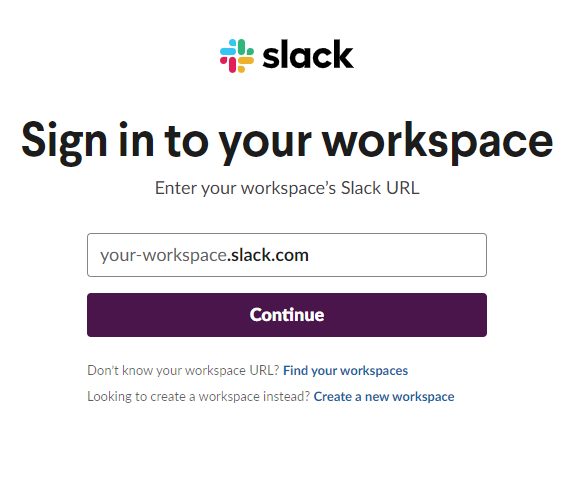 slack
Sign in to your workspace
Enter your workspace’s Slack URL
your-workspace.slack.com
Continue
Don’t know your workspace URL? Find your workspaces
Looking to create a workspace instead? Create a new workspace